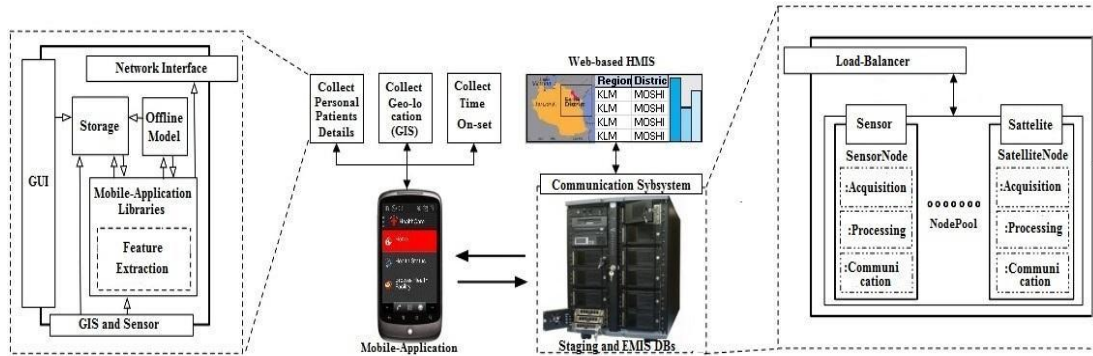 Network Interface
GUI
Storage
Offline
Model
Mobile-Application
Libraries
Feature
Extraction
GIS and Sensor
Collect
Personal
Patients
Details
Collect
Geo-lo
cation
(GIS)
Collect
Time
On-set
Mobile-Application
Web-based HMIS
Region Distric
KLM MOSHI
KLM MOSHI
KLM MOSHI
KLM MOSHI
Communication Sybsystem
Staging and EMIS DBs
Load-Balancer
Sensor
SensorNode
:Acquisition
:Processing
:Communi
cation
NodePool
Sattelite
SatelliteNode
:Acquisition
:Processing
:Communi
cation